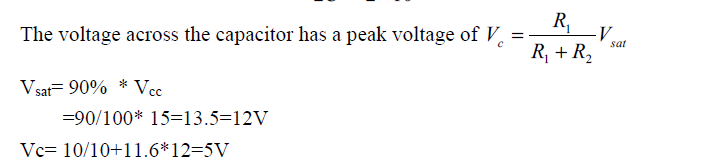 The voltage across the capacitor has a peak voltage of V_c = R_1 / (R_1 + R_2) V_sat
V_sat= 90% * V_cc
=90/100* 15=13.5=12V
Vc= 10/10+11.6*12=5V